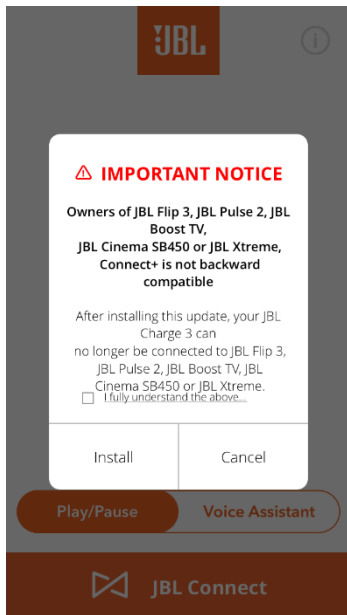 JBL
IMPORTANT NOTICE
Owners of JBL Flip 3, JBL Pulse 2, JBL
Boost TV,
JBL Cinema SB450 or JBL Xtreme,
Connect+ is not backward
compatible
After installing this update, your JBL
Charge 3 can
no longer be connected to JBL Flip 3,
JBL Pulse 2, JBL Boost TV, JBL
Cinema SB450 or JBL Xtreme.
I fully understand the above...
Install Cancel
Play/Pause Voice Assistant
JBL Connect